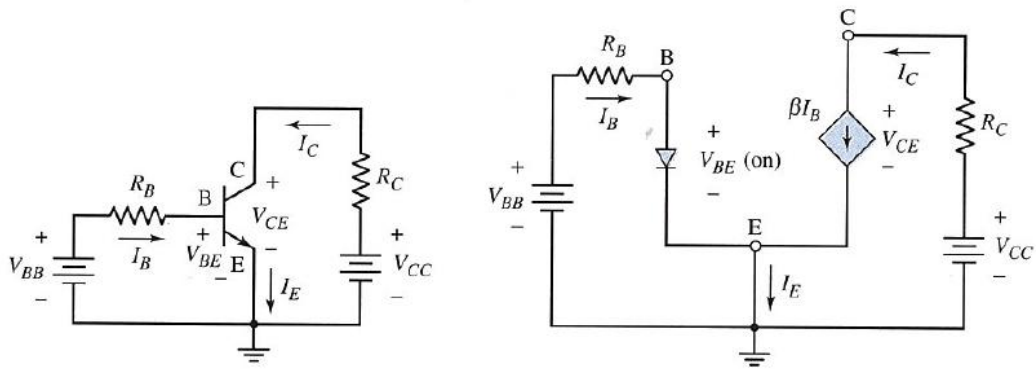 I_C
C
+
R_B
B
V_CE
R_C
+
I_B
+
V_BE
−
−
E
+
V_BB
−
I_E
V_CC
−
C
R_B
B
I_C
I_B
βI_B
+
V_CE
−
R_C
+
V_BE (on)
−
+
V_BB
−
E
+
V_CC
−
I_E